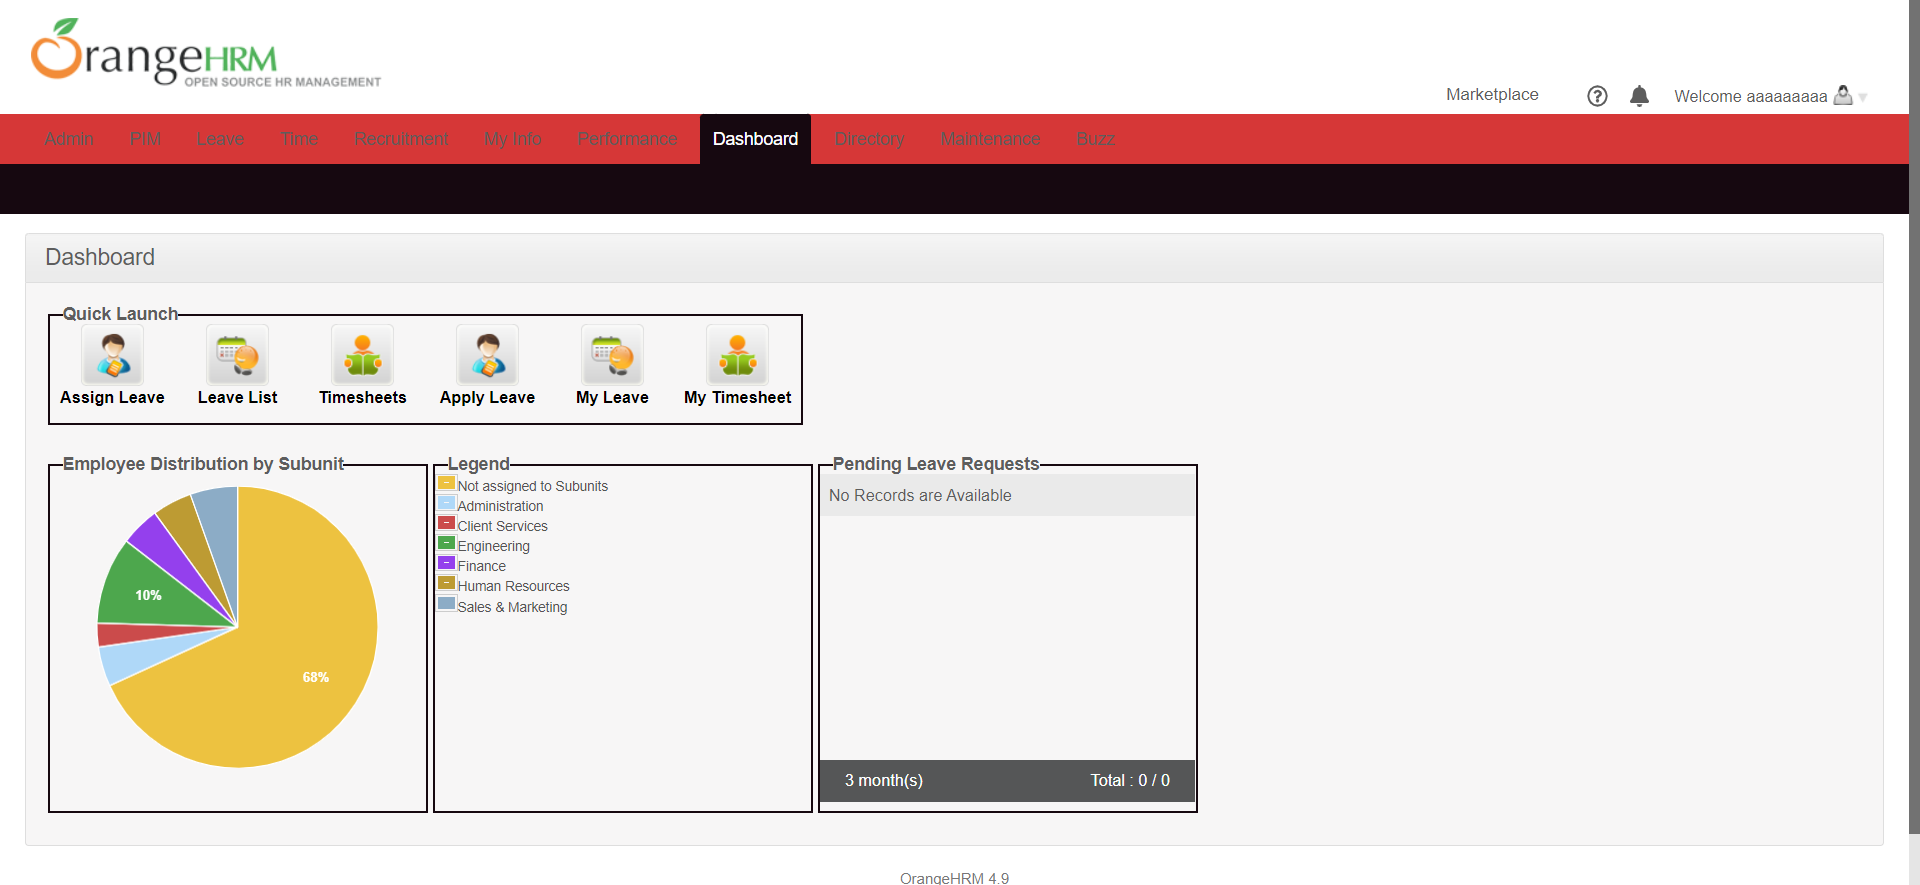 OrangeHRM
OPEN SOURCE HR MANAGEMENT
Marketplace
Welcome aaaaaaaaa
Admin PIM Leave Time Recruitment My Info Performance Dashboard Directory Maintenance Buzz
Dashboard
Quick Launch
Assign Leave Leave List Timesheets Apply Leave My Leave My Timesheet
Employee Distribution by Subunit
10%
68%
Legend
Not assigned to Subunits
Administration
Client Services
Engineering
Finance
Human Resources
Sales & Marketing
Pending Leave Requests
No Records are Available
3 month(s) Total : 0 / 0
OrangeHRM 4.9